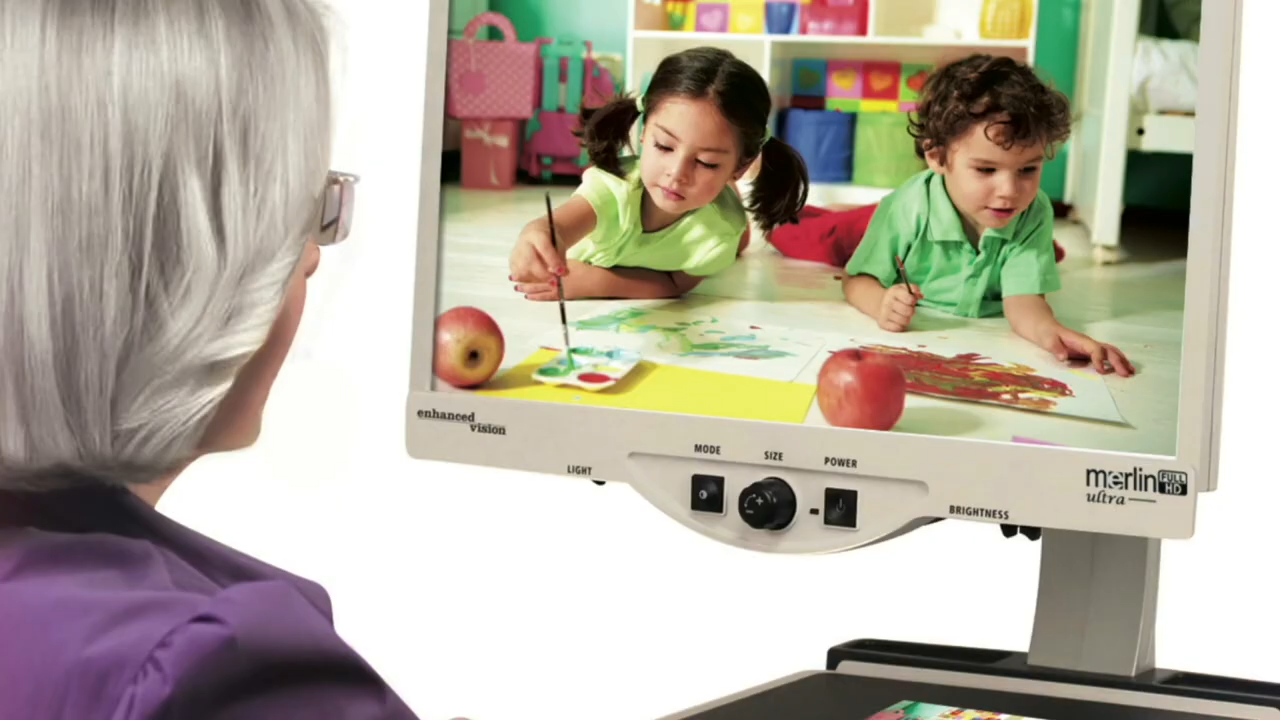 enhanced
vision
LIGHT
MODE
SIZE
POWER
BRIGHTNESS
merlin FULL HD
ultra